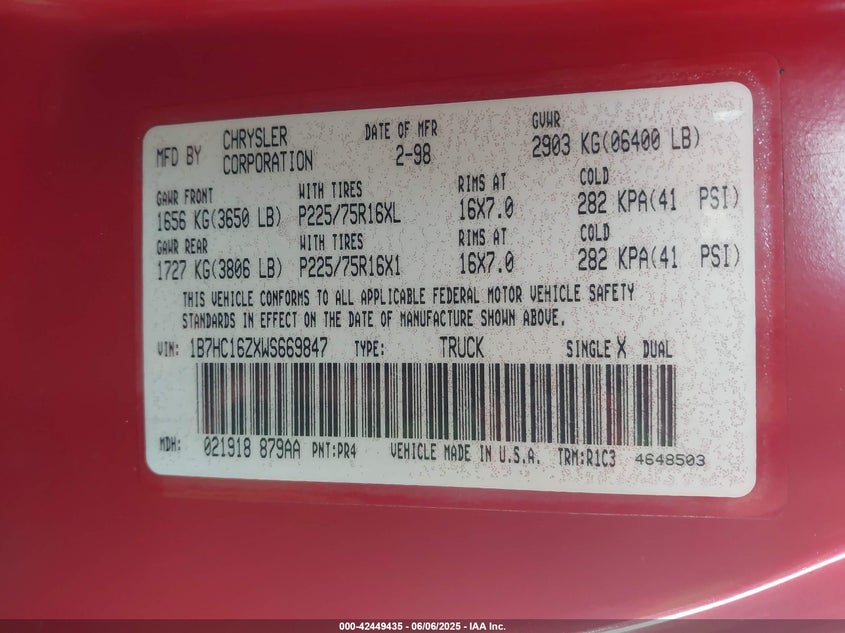 MFD BY CHRYSLER CORPORATION DATE OF MFR 2-98 GVWR 2903 KG(06400 LB)
GAWR FRONT WITH TIRES RIMS AT COLD
1656 KG(3650 LB) P225/75R16XL 16X7.0 282 KPA(41 PSI)
GAWR REAR WITH TIRES RIMS AT COLD
1727 KG(3806 LB) P225/75R16X1 16X7.0 282 KPA(41 PSI)
THIS VEHICLE CONFORMS TO ALL APPLICABLE FEDERAL MOTOR VEHICLE SAFETY
STANDARDS IN EFFECT ON THE DATE OF MANUFACTURE SHOWN ABOVE.
VIN: 1B7HC16ZXWS669847 TYPE: TRUCK SINGLE X DUAL
MDH: 021918 879AA PNT:PR4 VEHICLE MADE IN U.S.A. TRM:R1C3 4648503
000-42449435 - 06/06/2025 - IAA Inc.